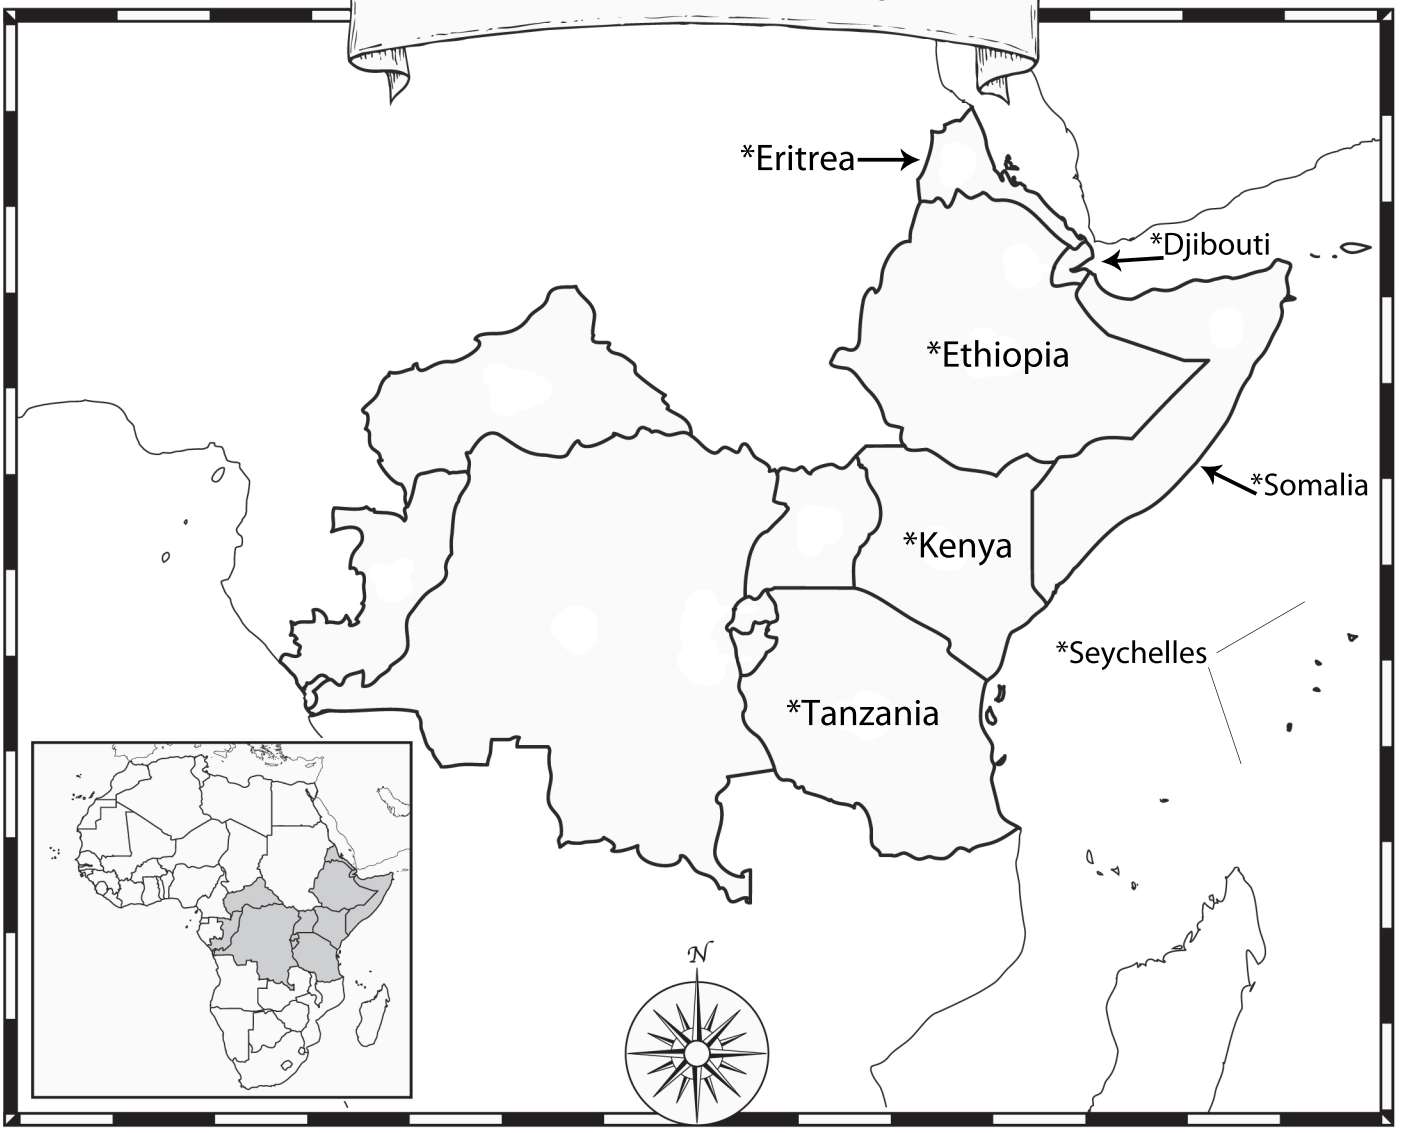 *Eritrea
*Djibouti
*Ethiopia
*Somalia
*Kenya
*Seychelles
*Tanzania
N